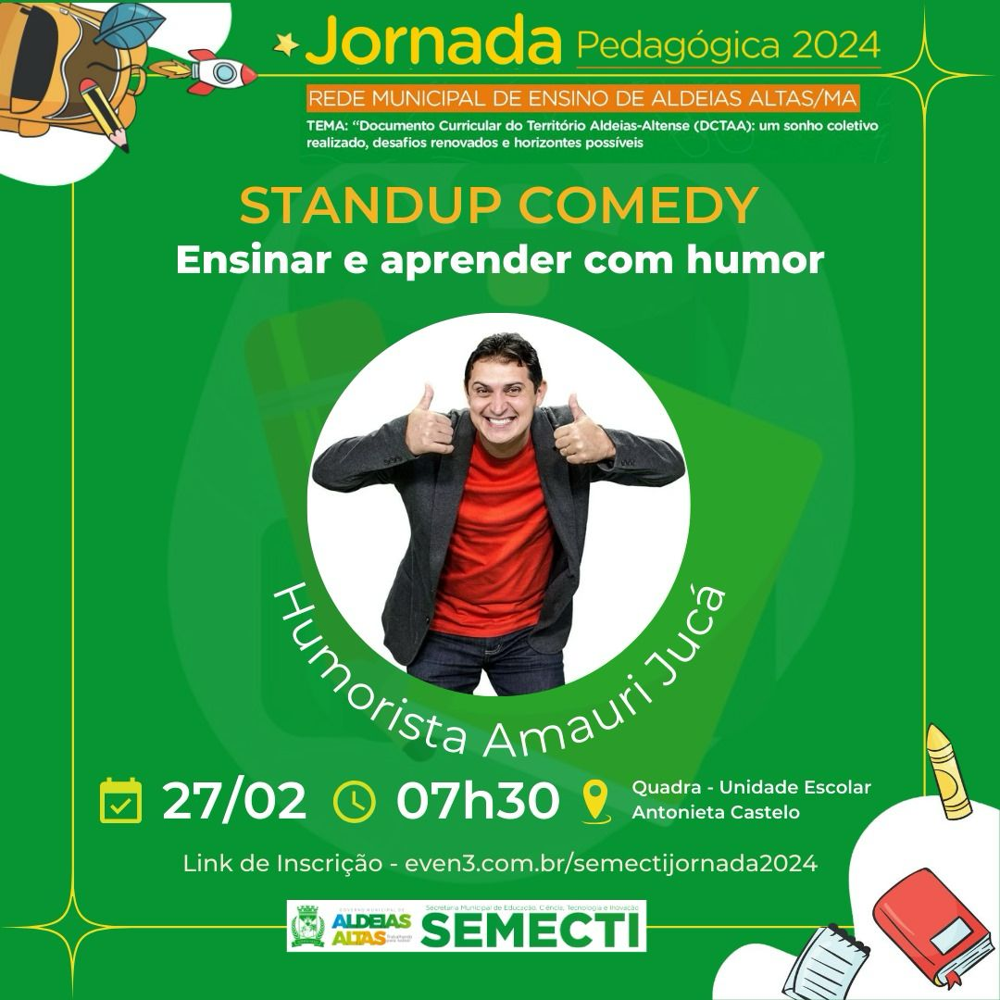 Jornada Pedagógica 2024
REDE MUNICIPAL DE ENSINO DE ALDEIAS ALTAS/MA
TEMA: “Documento Curricular do Território Aldeias-Altense (DCTAA): um sonho coletivo
realizado, desafios renovados e horizontes possíveis
STANDUP COMEDY
Ensinar e aprender com humor
Humorista Amauri Jucá
27/02 07h30 Quadra - Unidade Escolar
Antonieta Castelo
Link de Inscrição - even3.com.br/semectijornada2024
GOVERNO MUNICIPAL DE
ALDEIAS
ALTAS
Secretaria Municipal de Educação, Ciência, Tecnologia e Inovação
SEMECTI